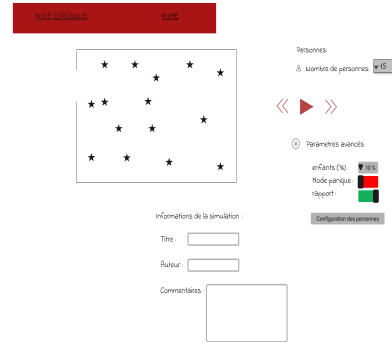 MODE CLASSIQUE HOME
Personnes:
Nombre de personnes: 15
Paramètres avancés
enfants (%) : 10 %
Mode panique :
rapport :
Configuration des personnes
Informations de la simulation :
Titre :
Auteur :
Commentaires :